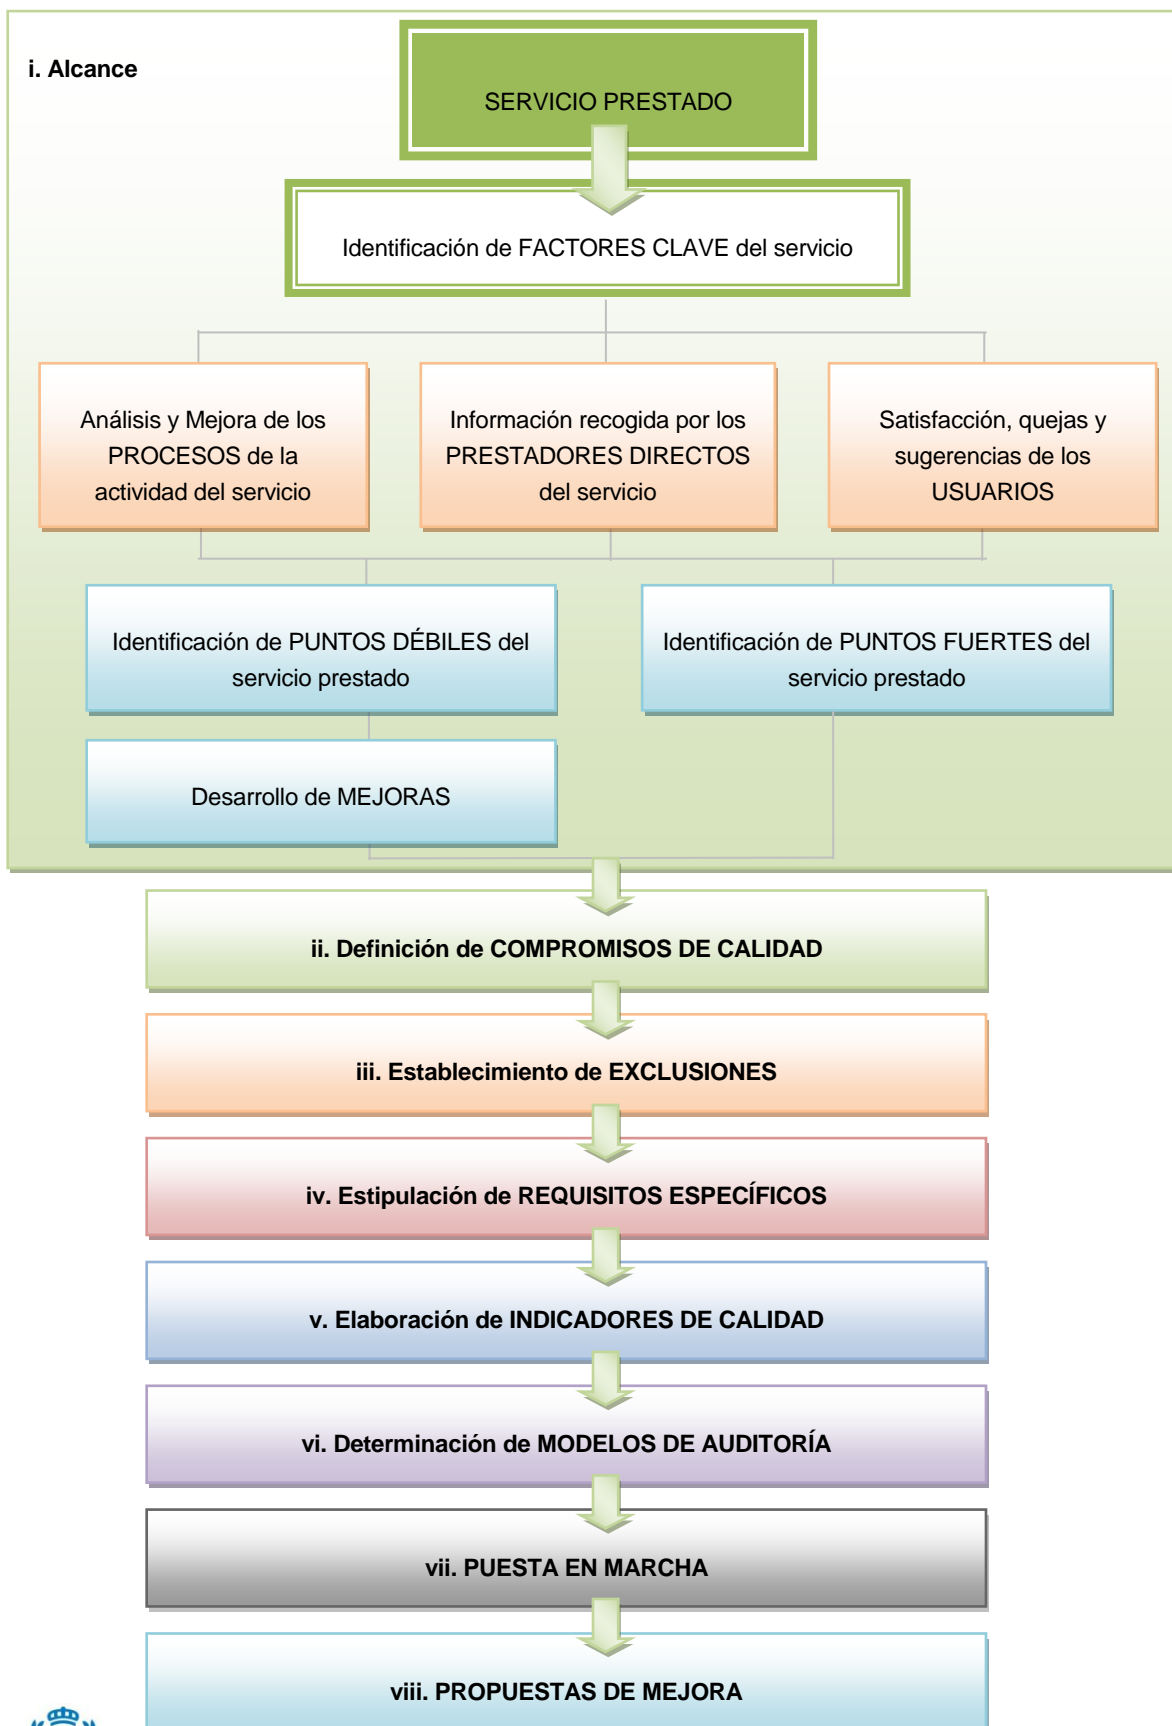 i. Alcance
SERVICIO PRESTADO
Identificación de FACTORES CLAVE del servicio
Análisis y Mejora de los
PROCESOS de la
actividad del servicio
Información recogida por los
PRESTADORES DIRECTOS
del servicio
Satisfacción, quejas y
sugerencias de los
USUARIOS
Identificación de PUNTOS DÉBILES del
servicio prestado
Identificación de PUNTOS FUERTES del
servicio prestado
Desarrollo de MEJORAS
ii. Definición de COMPROMISOS DE CALIDAD
iii. Establecimiento de EXCLUSIONES
iv. Estipulación de REQUISITOS ESPECÍFICOS
v. Elaboración de INDICADORES DE CALIDAD
vi. Determinación de MODELOS DE AUDITORÍA
vii. PUESTA EN MARCHA
viii. PROPUESTAS DE MEJORA